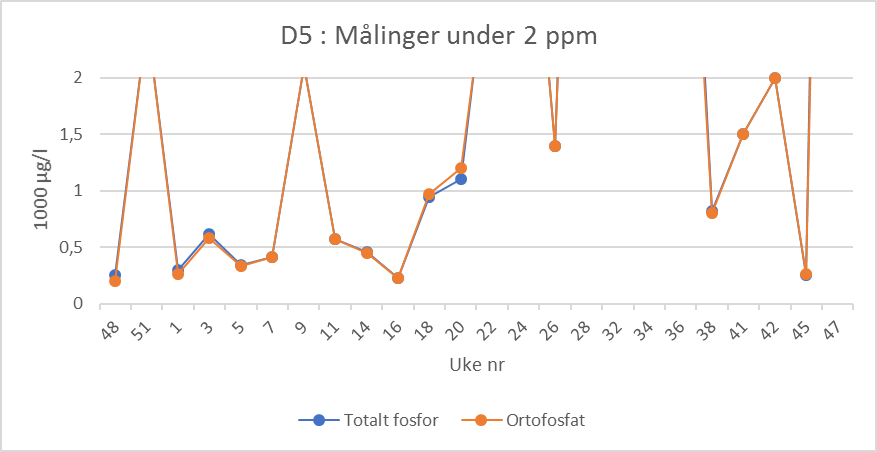 D5 : Målinger under 2 ppm
2
1,5
1
0,5
0
1000 µg/l
48 51 1 3 5 7 9 11 14 16 18 20 22 24 26 28 32 34 36 38 41 42 45 47
Uke nr
Totalt fosfor Ortofosfat